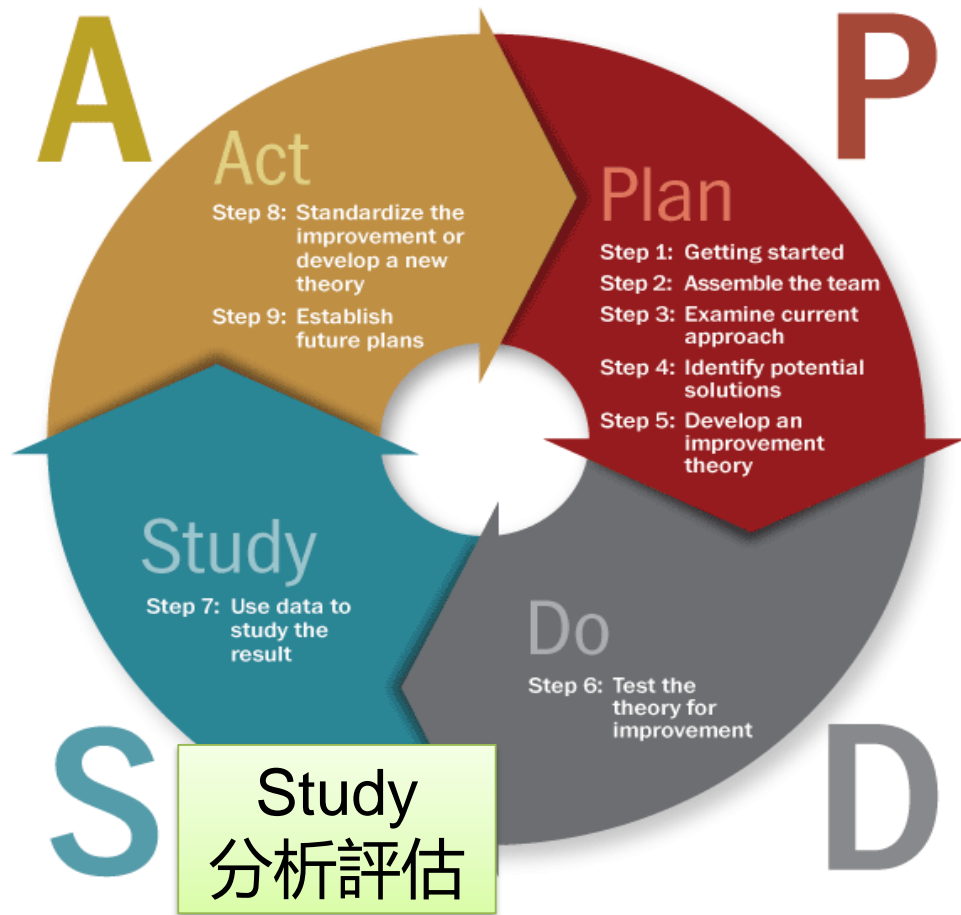 A
P
Act
Step 8: Standardize the
improvement or
develop a new
theory
Step 9: Establish
future plans
Plan
Step 1: Getting started
Step 2: Assemble the team
Step 3: Examine current
approach
Step 4: Identify potential
solutions
Step 5: Develop an
improvement
theory
Study
Step 7: Use data to
study the
result
Do
Step 6: Test the
theory for
improvement
S
D
Study
分析評估